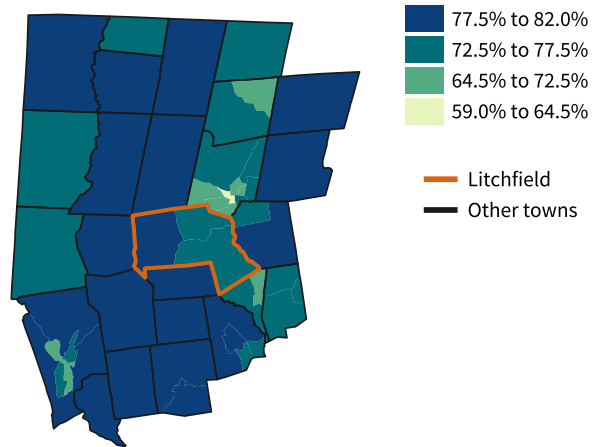 77.5% to 82.0%
72.5% to 77.5%
64.5% to 72.5%
59.0% to 64.5%
Litchfield
Other towns